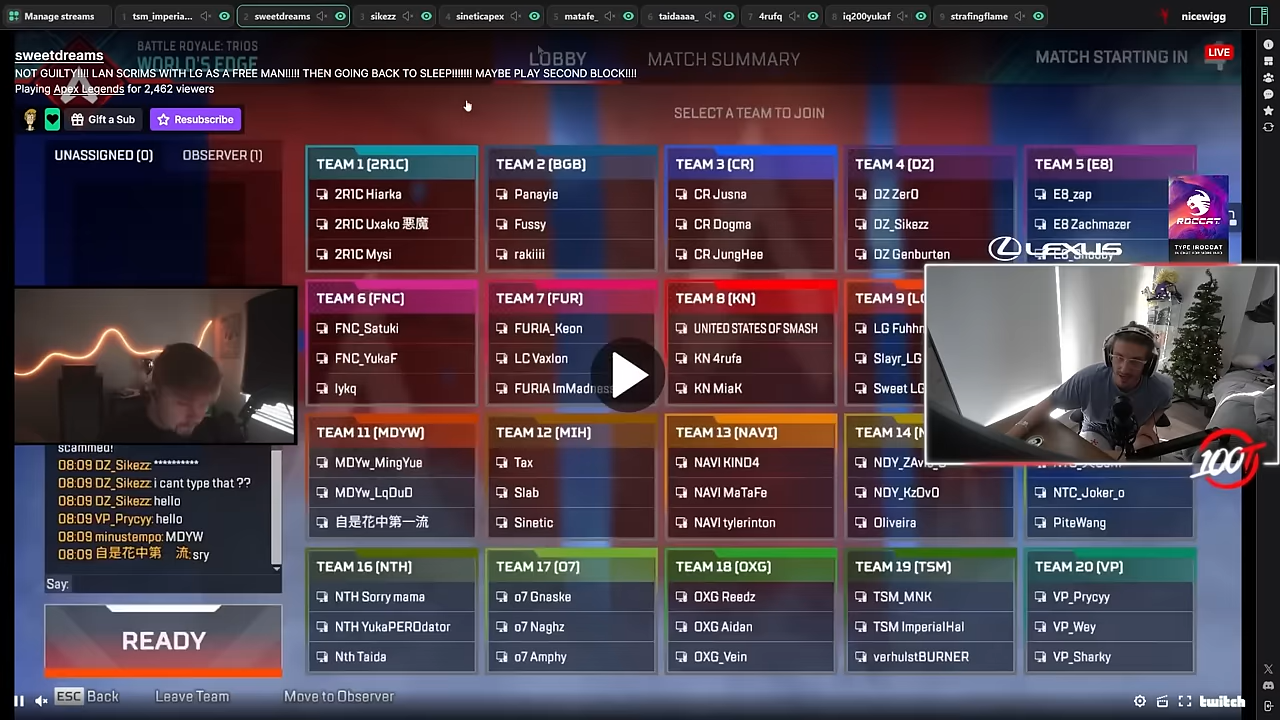 Manage streams
1 tsm_imperia...
2 sweetdreams
3 sikezz
4 sineticapex
5 matafe_
6 taidaaaa_
7 4rufq
8 iq200yukaf
9 strafingflame
nicewigg
BATTLE ROYALE: TRIOS
WORLD'S EDGE
LOBBY
MATCH SUMMARY
MATCH STARTING IN
LIVE
sweetdreams
NOT GUILTY!!!! LAN SCRIMS WITH LG AS A FREE MAN!!!!! THEN GOING BACK TO SLEEP!!!!!!! MAYBE PLAY SECOND BLOCK!!!!
Playing Apex Legends for 2,462 viewers
Gift a Sub
Resubscribe
SELECT A TEAM TO JOIN
UNASSIGNED (0)
OBSERVER (1)
TEAM 1 (2R1C)
2R1C Hiarka
2R1C Uxako 悪魔
2R1C Mysi
TEAM 2 (BGB)
Panayie
Fussy
rakiiii
TEAM 3 (CR)
CR Jusna
CR Dogma
CR JungHee
TEAM 4 (DZ)
DZ Zer0
DZ_Sikezz
DZ Genburten
TEAM 5 (E8)
E8_zap
E8 Zachmazer
ROCCAT
LEXUS
TEAM 6 (FNC)
FNC_Satuki
FNC_YukaF
lykq
TEAM 7 (FUR)
FURIA_Keon
LC Vaxlon
FURIA ImMadness
TEAM 8 (KN)
UNITED STATES OF SMASH
KN 4rufa
KN MiaK
TEAM 9 (LG
LG Fuhhn
Slayr_LG
Sweet LG
TEAM 11 (MDYW)
MDYw_MingYue
MDYw_LqDuD
自是花中第一流
TEAM 12 (MIH)
Tax
Slab
Sinetic
TEAM 13 (NAVI)
NAVI KIND4
NAVI MaTaFe
NAVI tylerinton
TEAM 14
Oliveira
NTC_Joker_o
PiteWang
100T
scammed!
08:09 DZ_Sikezz: **********
08:09 DZ_Sikezz: i cant type that ??
08:09 DZ_Sikezz: hello
08:09 VP_Prycyy: hello
08:09 minustempo: MDYW
08:09 自是花中第一流: sry
Say:
TEAM 16 (NTH)
NTH Sorry mama
NTH YukaPEROdator
Nth Taida
TEAM 17 (O7)
o7 Gnaske
o7 Naghz
o7 Amphy
TEAM 18 (OXG)
OXG Reedz
OXG Aidan
OXG_Vein
TEAM 19 (TSM)
TSM_MNK
TSM ImperialHal
verhulstBURNER
TEAM 20 (VP)
VP_Prycyy
VP_Wey
VP_Sharky
READY
ESC Back
Leave Team
Move to Observer
twitch